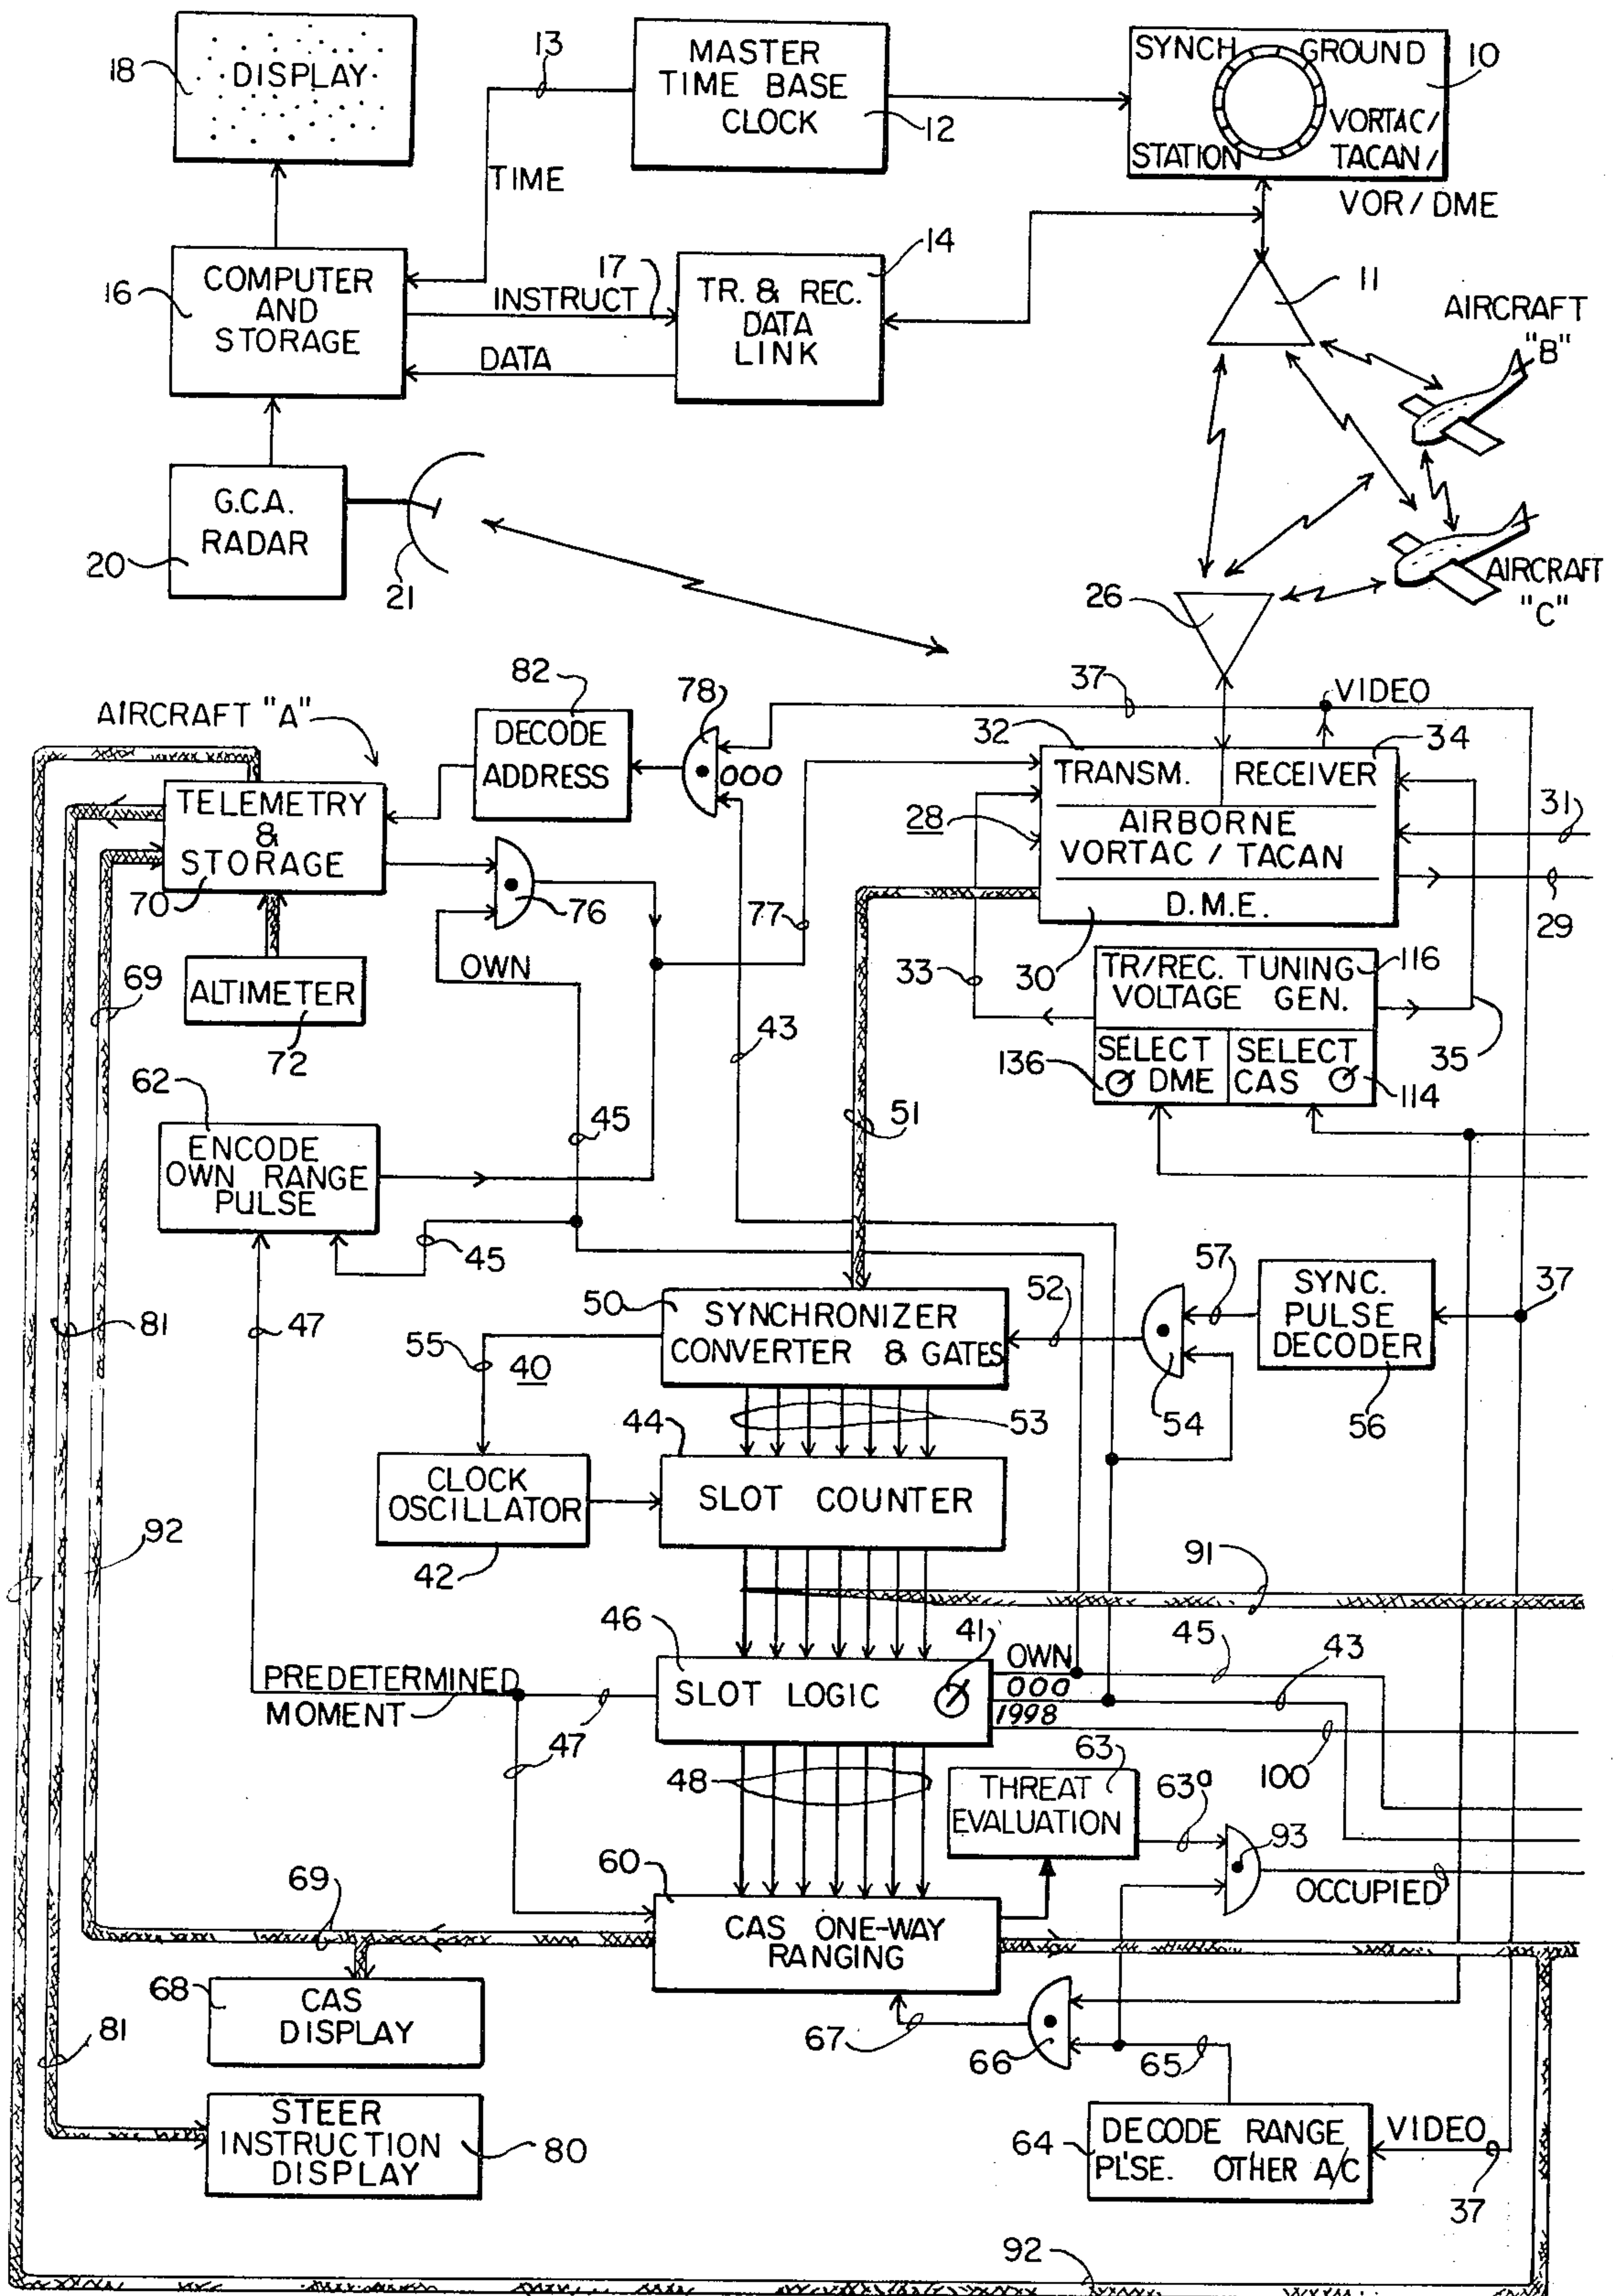 18
DISPLAY
13
MASTER
TIME BASE
CLOCK
12
SYNCH GROUND
10
VORTAC/
STATION TACAN/
VOR/DME
TIME
16
COMPUTER
AND
STORAGE
17
INSTRUCT
DATA
14
TR. & REC.
DATA
LINK
11
AIRCRAFT
"B"
G.C.A.
RADAR
20
21
AIRCRAFT
"C"
26
AIRCRAFT "A"
82
DECODE
ADDRESS
78
000
37
VIDEO
32
34
TRANSM. RECEIVER
AIRBORNE
VORTAC / TACAN
D.M.E.
28
31
29
30
TELEMETRY
&
STORAGE
70
76
77
OWN
ALTIMETER
72
69
33
43
TR/REC. TUNING
VOLTAGE GEN.
116
35
SELECT
DME
136
SELECT
CAS
114
62
ENCODE
OWN RANGE
PULSE
45
45
51
47
81
50
SYNCHRONIZER
CONVERTER & GATES
52
57
54
SYNC.
PULSE
DECODER
56
37
55
40
53
44
CLOCK
OSCILLATOR
42
SLOT COUNTER
92
91
46
SLOT LOGIC
41
OWN
000
1998
45
43
PREDETERMINED
MOMENT
47
47
48
100
63
THREAT
EVALUATION
63a
93
OCCUPIED
60
CAS ONE-WAY
RANGING
69
68
CAS
DISPLAY
67
66
65
81
STEER
INSTRUCTION
DISPLAY
80
64
DECODE RANGE
PL'SE. OTHER A/C
VIDEO
37
92